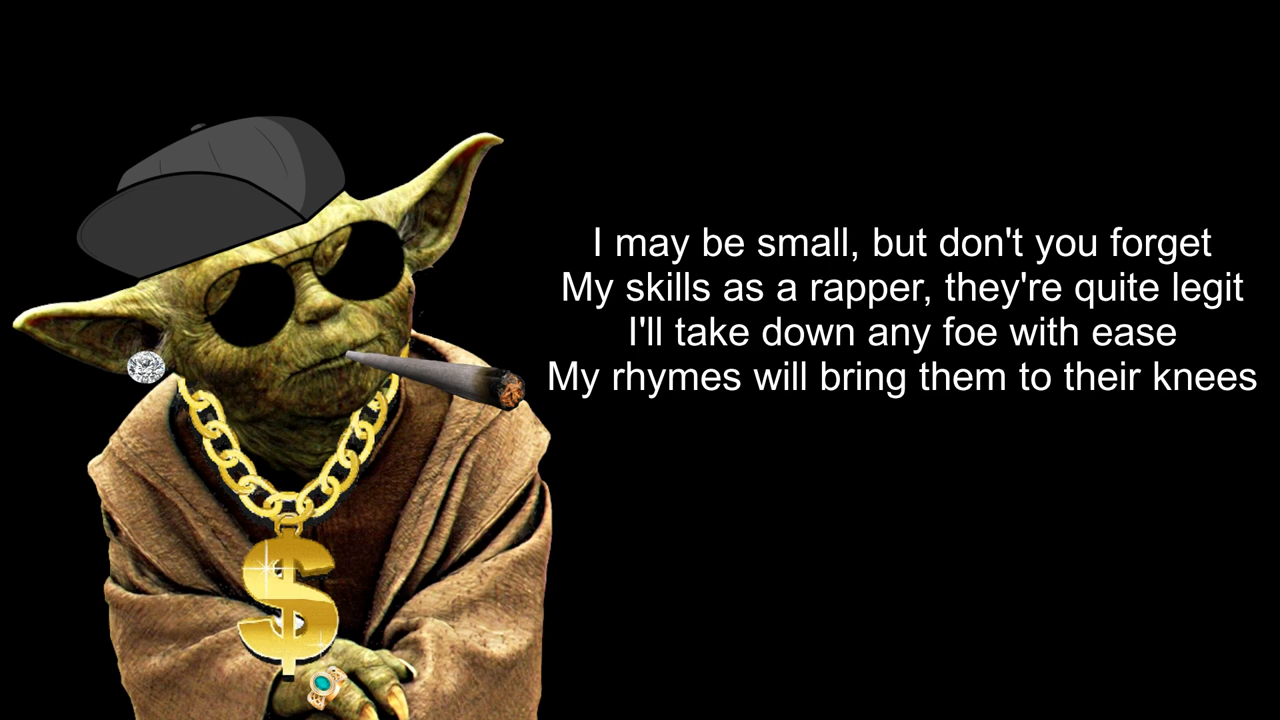 I may be small, but don't you forget
My skills as a rapper, they're quite legit
I'll take down any foe with ease
My rhymes will bring them to their knees